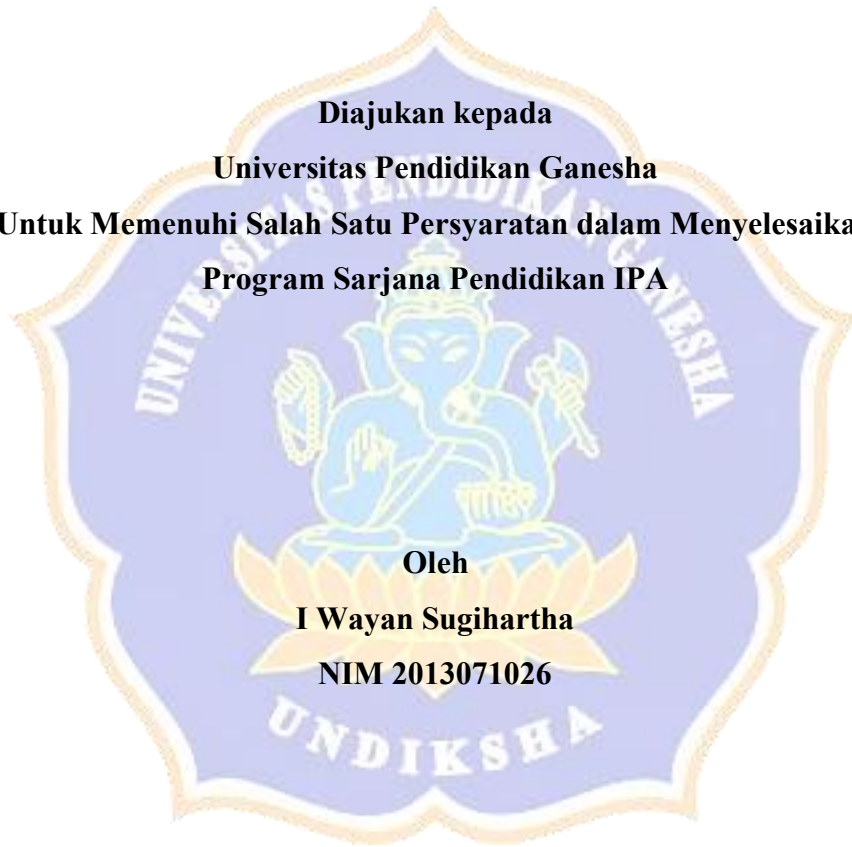 Diajukan kepada
Universitas Pendidikan Ganesha
Untuk Memenuhi Salah Satu Persyaratan dalam Menyelesaika
Program Sarjana Pendidikan IPA
UNIVERSITAS PENDIDIKAN GANESHA
Oleh
I Wayan Sugihartha
NIM 2013071026
UNDIKSHA